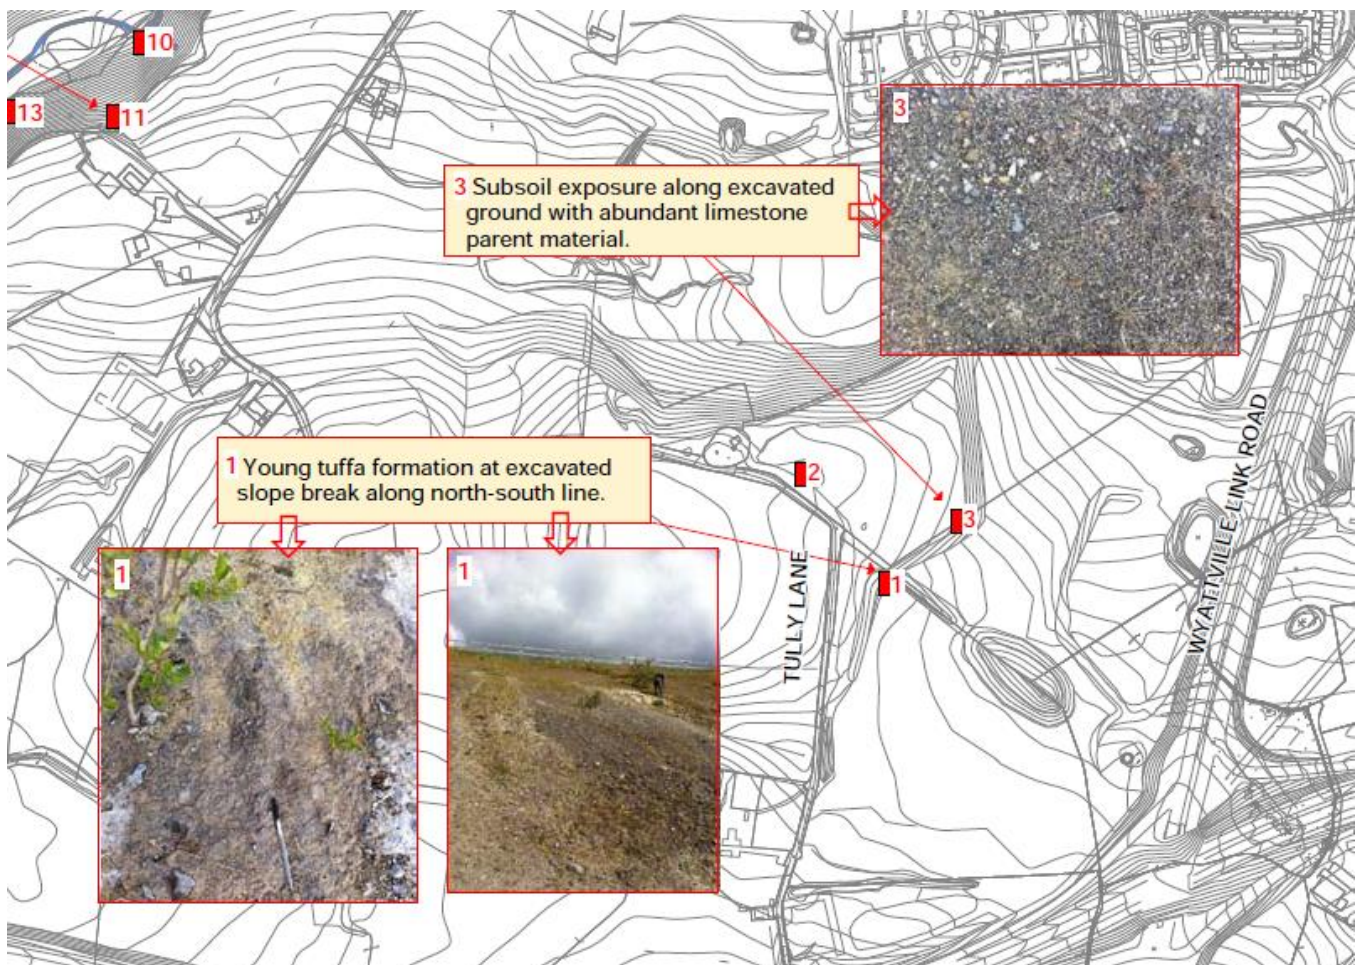 10
13
11
3
3 Subsoil exposure along excavated
ground with abundant limestone
parent material.
1 Young tuffa formation at excavated
slope break along north-south line.
2
3
1
1
1
TULLY LANE
WYATTVILLE LINK ROAD